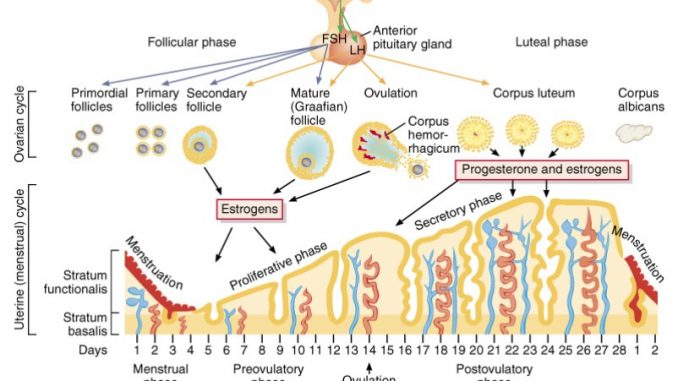 Follicular phase
FSH
LH
Anterior
pituitary gland
Luteal phase
Ovarian cycle
Primordial
follicles
Primary
follicles
Secondary
follicle
Mature
(Graafian)
follicle
Ovulation
Corpus
hemor-
rhagicum
Corpus luteum
Corpus
albicans
Progesterone and estrogens
Estrogens
Uterine (menstrual) cycle
Menstruation
Proliferative phase
Secretory phase
Menstruation
Stratum
functionalis
Stratum
basalis
Days 1 2 3 4 5 6 7 8 9 10 11 12 13 14 15 16 17 18 19 20 21 22 23 24 25 26 27 28 1 2
Menstrual
phase
Preovulatory
phase
Ovulation
Postovulatory
phase